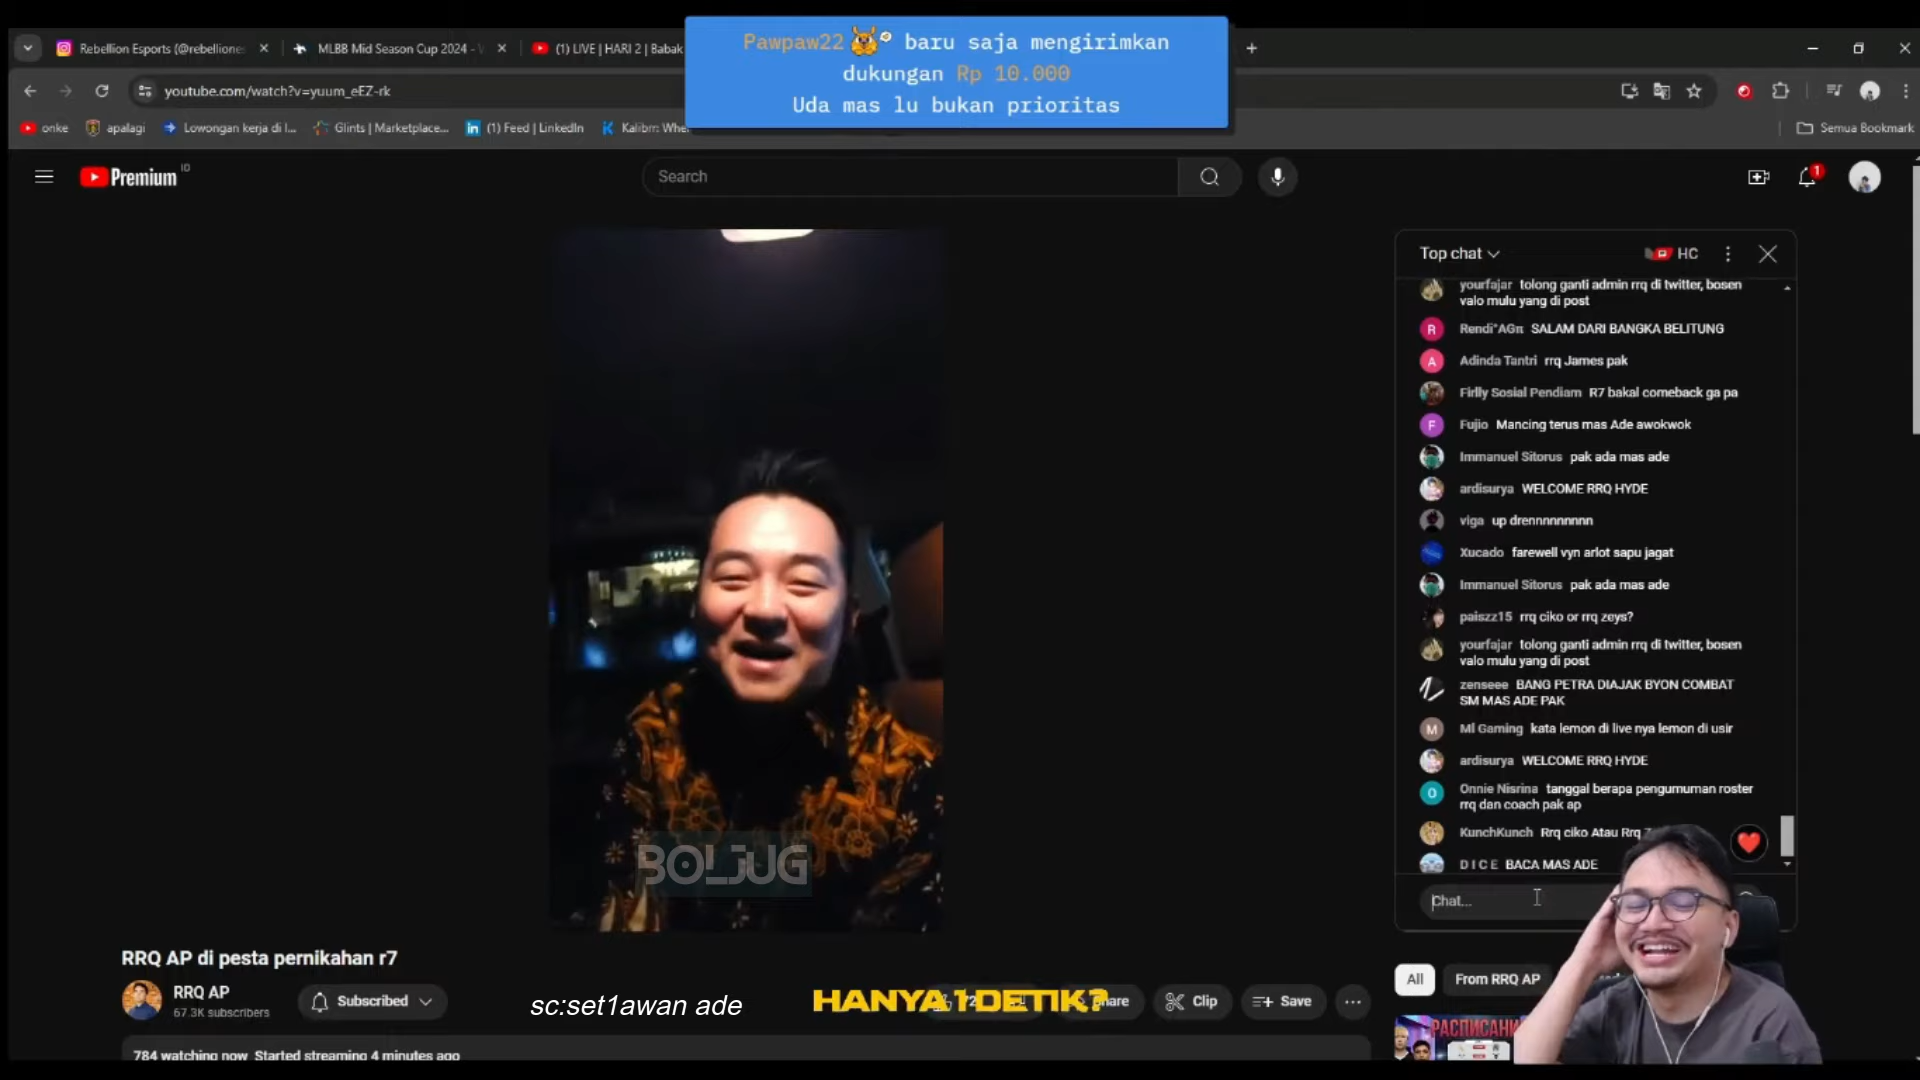 Pawpaw22 baru saja mengirimkan
dukungan Rp 10.000
Uda mas lu bukan prioritas
Rebellion Esports (@rebellione
MLBB Mid Season Cup 2024 -
(1) LIVE | HARI 2 | Babak
youtube.com/watch?v=yuum_eEZ-rk
onke
apalagi
Lowongan kerja di I...
Glints | Marketplace...
(1) Feed | LinkedIn
Kalibrr: Whe
Semua Bookmark
Premium ID
Search
1
Top chat
HC
yourfajar tolong ganti admin rrq di twitter, bosen
valo mulu yang di post
R
Rendi°AGπ SALAM DARI BANGKA BELITUNG
A
Adinda Tantri rrq James pak
Firlly Sosial Pendiam R7 bakal comeback ga pa
F
Fujio Mancing terus mas Ade awokwok
Immanuel Sitorus pak ada mas ade
ardisurya WELCOME RRQ HYDE
viga up drennnnnnnnn
Xucado farewell vyn arlot sapu jagat
Immanuel Sitorus pak ada mas ade
paiszz15 rrq ciko or rrq zeys?
yourfajar tolong ganti admin rrq di twitter, bosen
valo mulu yang di post
zenseee BANG PETRA DIAJAK BYON COMBAT
SM MAS ADE PAK
M
Ml Gaming kata lemon di live nya lemon di usir
ardisurya WELCOME RRQ HYDE
O
Onnie Nisrina tanggal berapa pengumuman roster
rrq dan coach pak ap
KunchKunch Rrq ciko Atau Rrq
D I C E BACA MAS ADE
Chat...
BOLJUG
RRQ AP di pesta pernikahan r7
RRQ AP
67.3K subscribers
Subscribed
sc:set1awan ade
HANYA 1 DETIK?
Share
Clip
Save
All
From RRQ AP
784 watching now Started streaming 4 minutes ago
РАСПИСАНИ